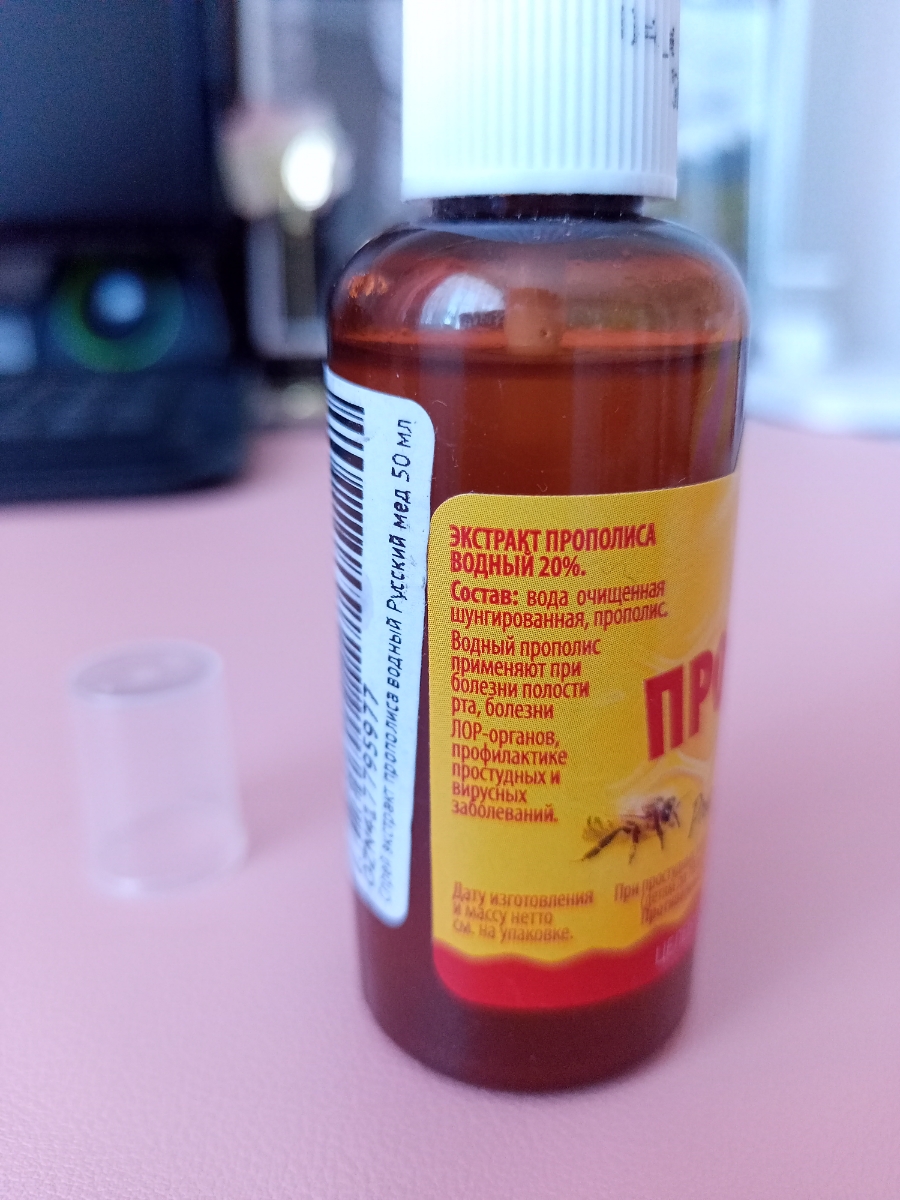 Спрей экстракт прополиса водный Русский мед 50 мл
ЭКСТРАКТ ПРОПОЛИСА
ВОДНЫЙ 20%.
Состав: вода очищенная
шунгированная, прополис.
Водный прополис
применяют при
болезни полости
рта, болезни
ЛОР-органов,
профилактике
простудных и
вирусных
заболеваний.
ПРО
Дату изготовления
и массу нетто
см. на упаковке.
При